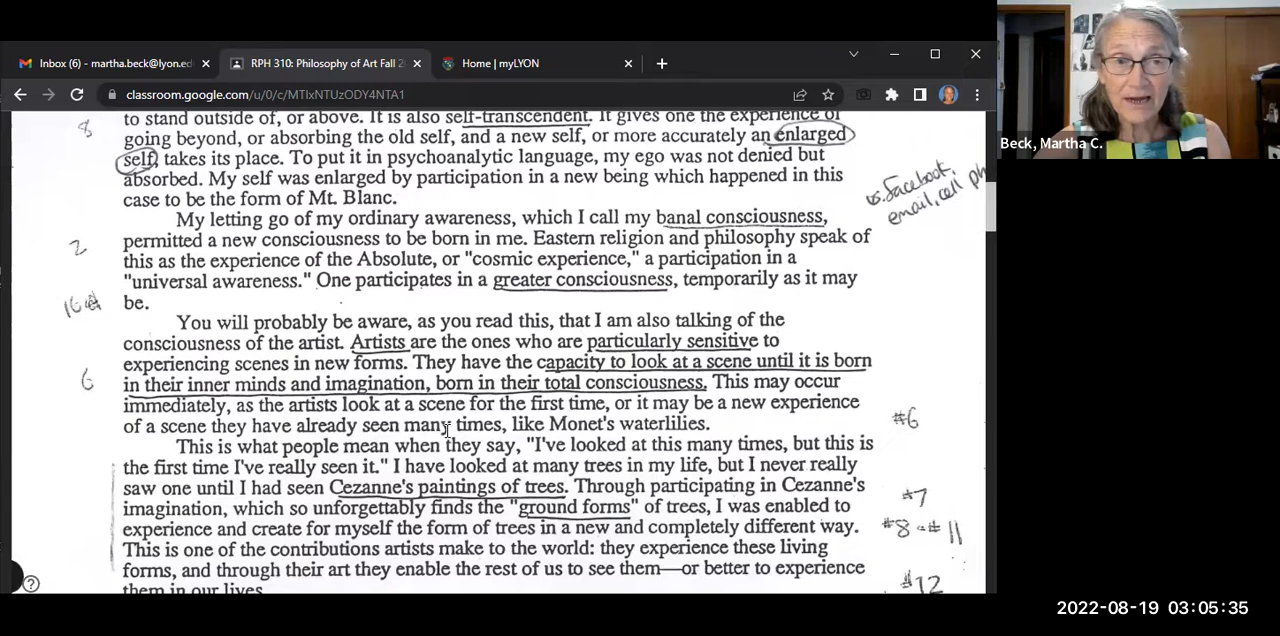 Inbox (6) - martha.beck@lyon.ed
RPH 310: Philosophy of Art Fall 2
Home | myLYON
classroom.google.com/u/0/c/MTIxNTUzODY4NTA1
Beck, Martha C.
to stand outside of, or above. It is also self-transcendent. It gives one the experience of
8
going beyond, or absorbing the old self, and a new self, or more accurately an enlarged
self, takes its place. To put it in psychoanalytic language, my ego was not denied but
absorbed. My self was enlarged by participation in a new being which happened in this
case to be the form of Mt. Blanc.
vs. facebook,
email, cell ph
My letting go of my ordinary awareness, which I call my banal consciousness,
2
permitted a new consciousness to be born in me. Eastern religion and philosophy speak of
this as the experience of the Absolute, or "cosmic experience," a participation in a
"universal awareness." One participates in a greater consciousness, temporarily as it may
be.
You will probably be aware, as you read this, that I am also talking of the
consciousness of the artist. Artists are the ones who are particularly sensitive to
experiencing scenes in new forms. They have the capacity to look at a scene until it is born
6
in their inner minds and imagination, born in their total consciousness. This may occur
immediately, as the artists look at a scene for the first time, or it may be a new experience
of a scene they have already seen many times, like Monet's waterlilies.
#6
This is what people mean when they say, "I've looked at this many times, but this is
the first time I've really seen it." I have looked at many trees in my life, but I never really
saw one until I had seen Cezanne's paintings of trees. Through participating in Cezanne's
#7
imagination, which so unforgettably finds the "ground forms" of trees, I was enabled to
experience and create for myself the form of trees in a new and completely different way.
#8 #11
This is one of the contributions artists make to the world: they experience these living
forms, and through their art they enable the rest of us to see them—or better to experience
#12
them in our lives.
2022-08-19 03:05:35